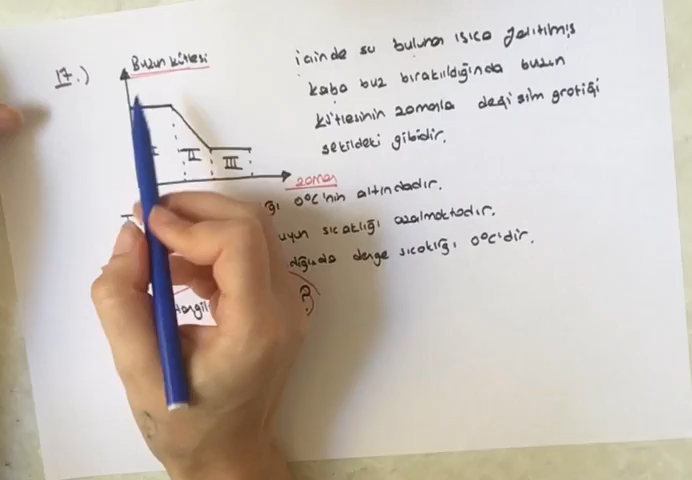 17.)
Buzun kütlesi
II
III
zaman
içinde su bulunan ısıca yalıtılmış
kaba buz bırakıldığında buzun
kütlesinin zamanla değişim grafiği
şekildeki gibidir.
0°C'nin altındadır.
suyun sıcaklığı azalmaktadır.
denge sıcaklığı 0°C'dir.
?